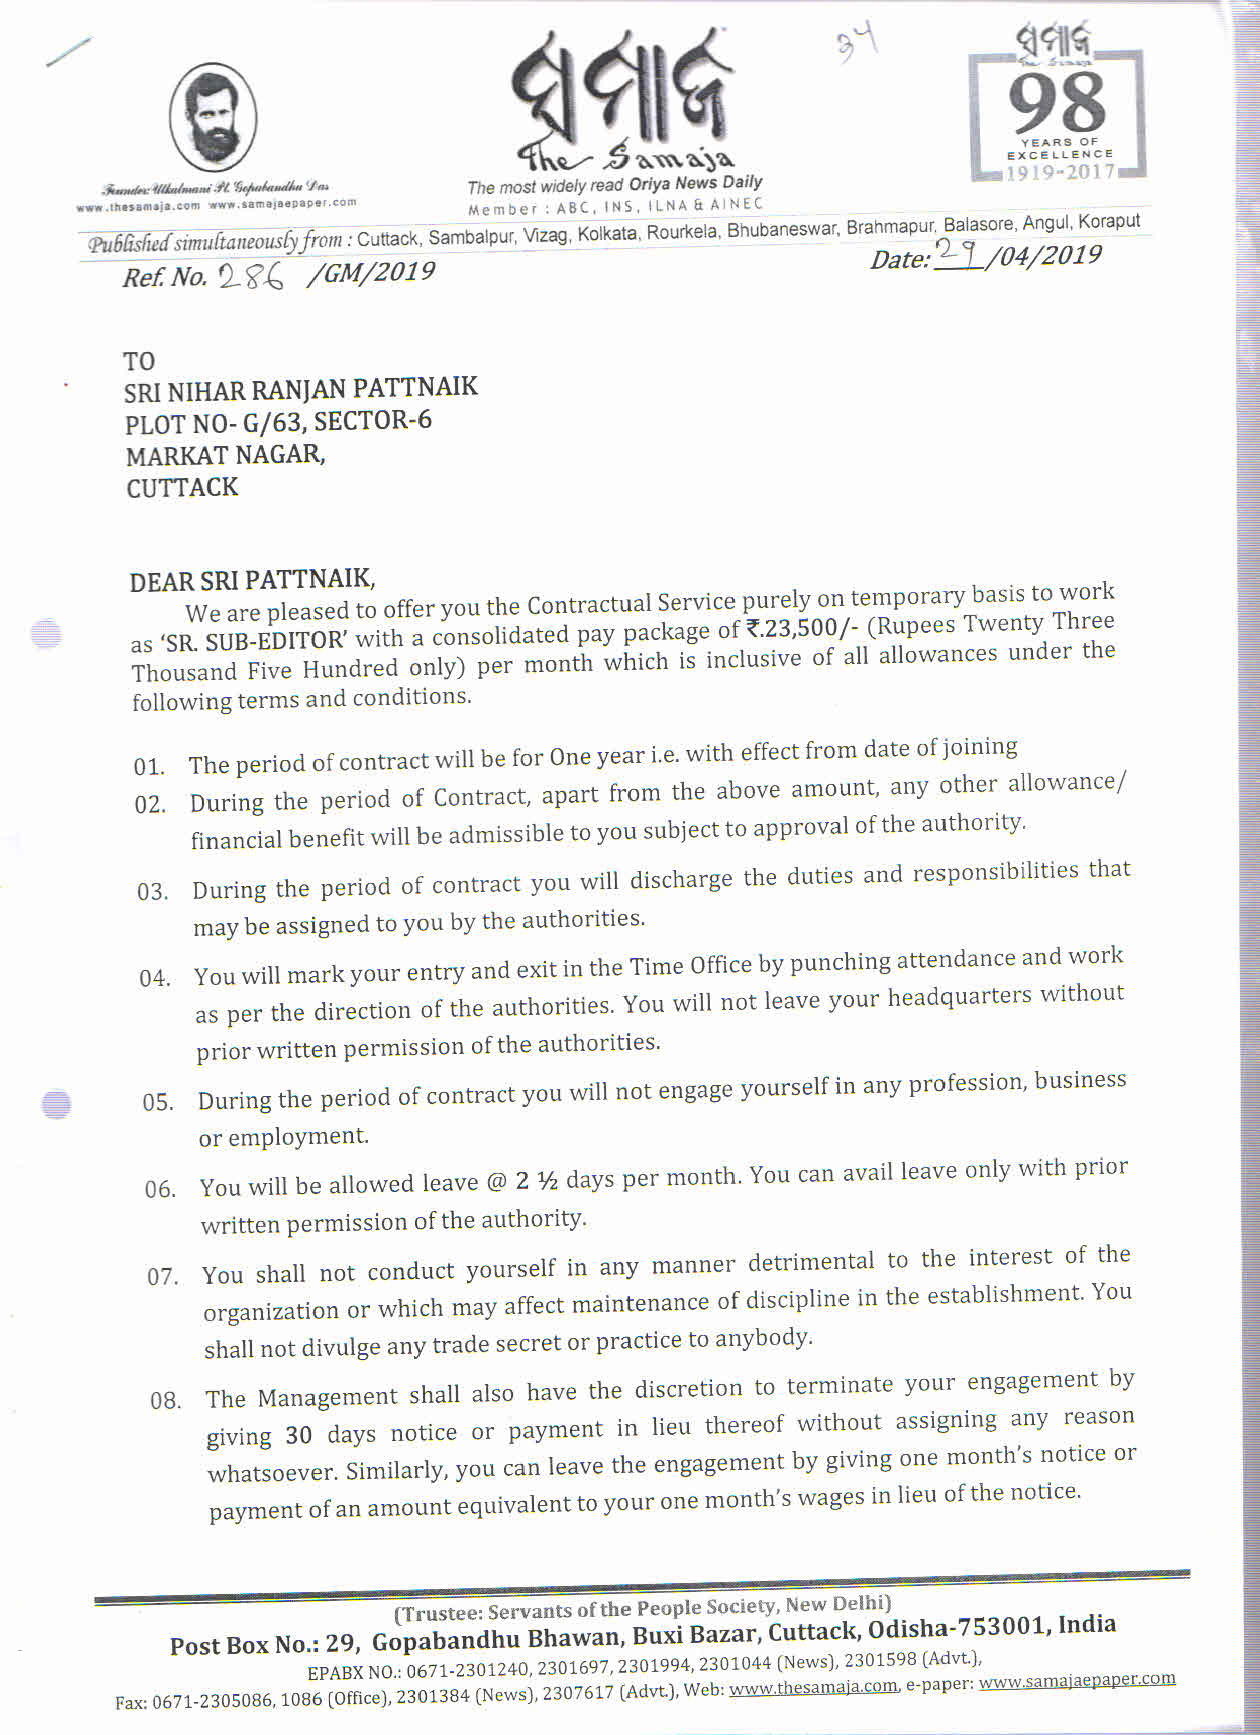 34
ସମାଜ
The Samaja
The most widely read Oriya News Daily
Member : ABC, INS, ILNA & AINEC
Founder: Utkalmani Pt. Gopabandhu Das
www.thesamaja.com www.samajaepaper.com
ସମାଜ
The Samaja
98
YEARS OF
EXCELLENCE
1919-2017
Published simultaneously from : Cuttack, Sambalpur, Vizag, Kolkata, Rourkela, Bhubaneswar, Brahmapur, Balasore, Angul, Koraput
Ref. No. 286 /GM/2019
Date: 29/04/2019
TO
SRI NIHAR RANJAN PATTNAIK
PLOT NO- G/63, SECTOR-6
MARKAT NAGAR,
CUTTACK
DEAR SRI PATTNAIK,
We are pleased to offer you the Contractual Service purely on temporary basis to work
as ‘SR. SUB-EDITOR’ with a consolidated pay package of ₹.23,500/- (Rupees Twenty Three
Thousand Five Hundred only) per month which is inclusive of all allowances under the
following terms and conditions.
01. The period of contract will be for One year i.e. with effect from date of joining
02. During the period of Contract, apart from the above amount, any other allowance/
financial benefit will be admissible to you subject to approval of the authority.
03. During the period of contract you will discharge the duties and responsibilities that
may be assigned to you by the authorities.
04. You will mark your entry and exit in the Time Office by punching attendance and work
as per the direction of the authorities. You will not leave your headquarters without
prior written permission of the authorities.
05. During the period of contract you will not engage yourself in any profession, business
or employment.
06. You will be allowed leave @ 2 ½ days per month. You can avail leave only with prior
written permission of the authority.
07. You shall not conduct yourself in any manner detrimental to the interest of the
organization or which may affect maintenance of discipline in the establishment. You
shall not divulge any trade secret or practice to anybody.
08. The Management shall also have the discretion to terminate your engagement by
giving 30 days notice or payment in lieu thereof without assigning any reason
whatsoever. Similarly, you can leave the engagement by giving one month’s notice or
payment of an amount equivalent to your one month’s wages in lieu of the notice.
(Trustee: Servants of the People Society, New Delhi)
Post Box No.: 29, Gopabandhu Bhawan, Buxi Bazar, Cuttack, Odisha-753001, India
EPABX NO.: 0671-2301240, 2301697, 2301994, 2301044 (News), 2301598 (Advt.),
Fax: 0671-2305086, 1086 (Office), 2301384 (News), 2307617 (Advt.), Web: www.thesamaja.com, e-paper: www.samajaepaper.com